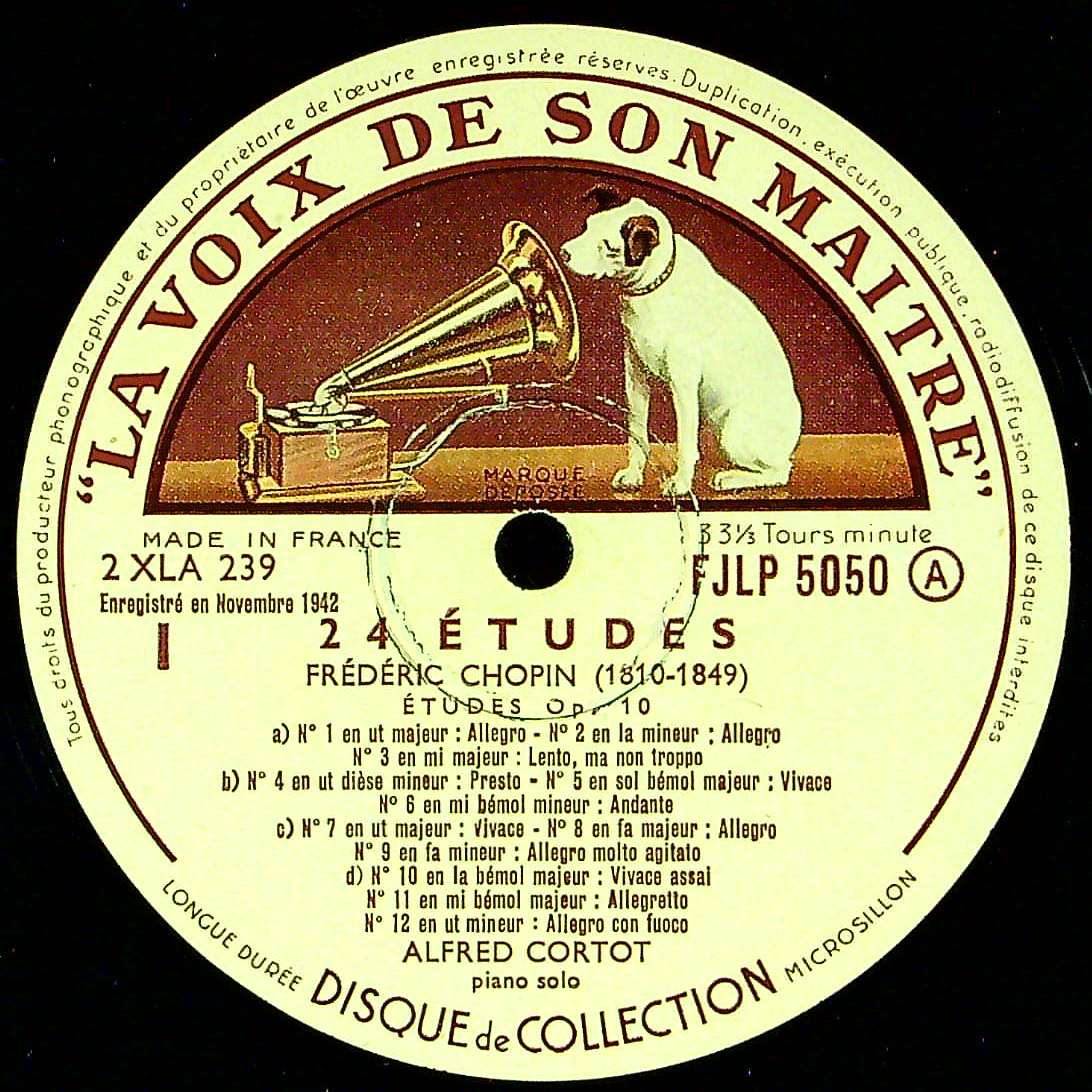 Tous droits du producteur phonographique et du propriétaire de l'œuvre enregistrée réservés. Duplication, exécution publique, radiodiffusion de ce disque interdites
“LA VOIX DE SON MAITRE”
MARQUE
DÉPOSÉE
MADE IN FRANCE
33⅓ Tours minute
2 XLA 239
FJLP 5050 Ⓐ
Enregistré en Novembre 1942
I
24 ÉTUDES
FRÉDÉRIC CHOPIN (1810-1849)
ÉTUDES Op. 10
a) N° 1 en ut majeur : Allegro - N° 2 en la mineur : Allegro
N° 3 en mi majeur : Lento, ma non troppo
b) N° 4 en ut dièse mineur : Presto - N° 5 en sol bémol majeur : Vivace
N° 6 en mi bémol mineur : Andante
c) N° 7 en ut majeur : Vivace - N° 8 en fa majeur : Allegro
N° 9 en fa mineur : Allegro molto agitato
d) N° 10 en la bémol majeur : Vivace assai
N° 11 en mi bémol majeur : Allegretto
N° 12 en ut mineur : Allegro con fuoco
ALFRED CORTOT
piano solo
LONGUE DURÉE
DISQUE de COLLECTION
MICROSILLON